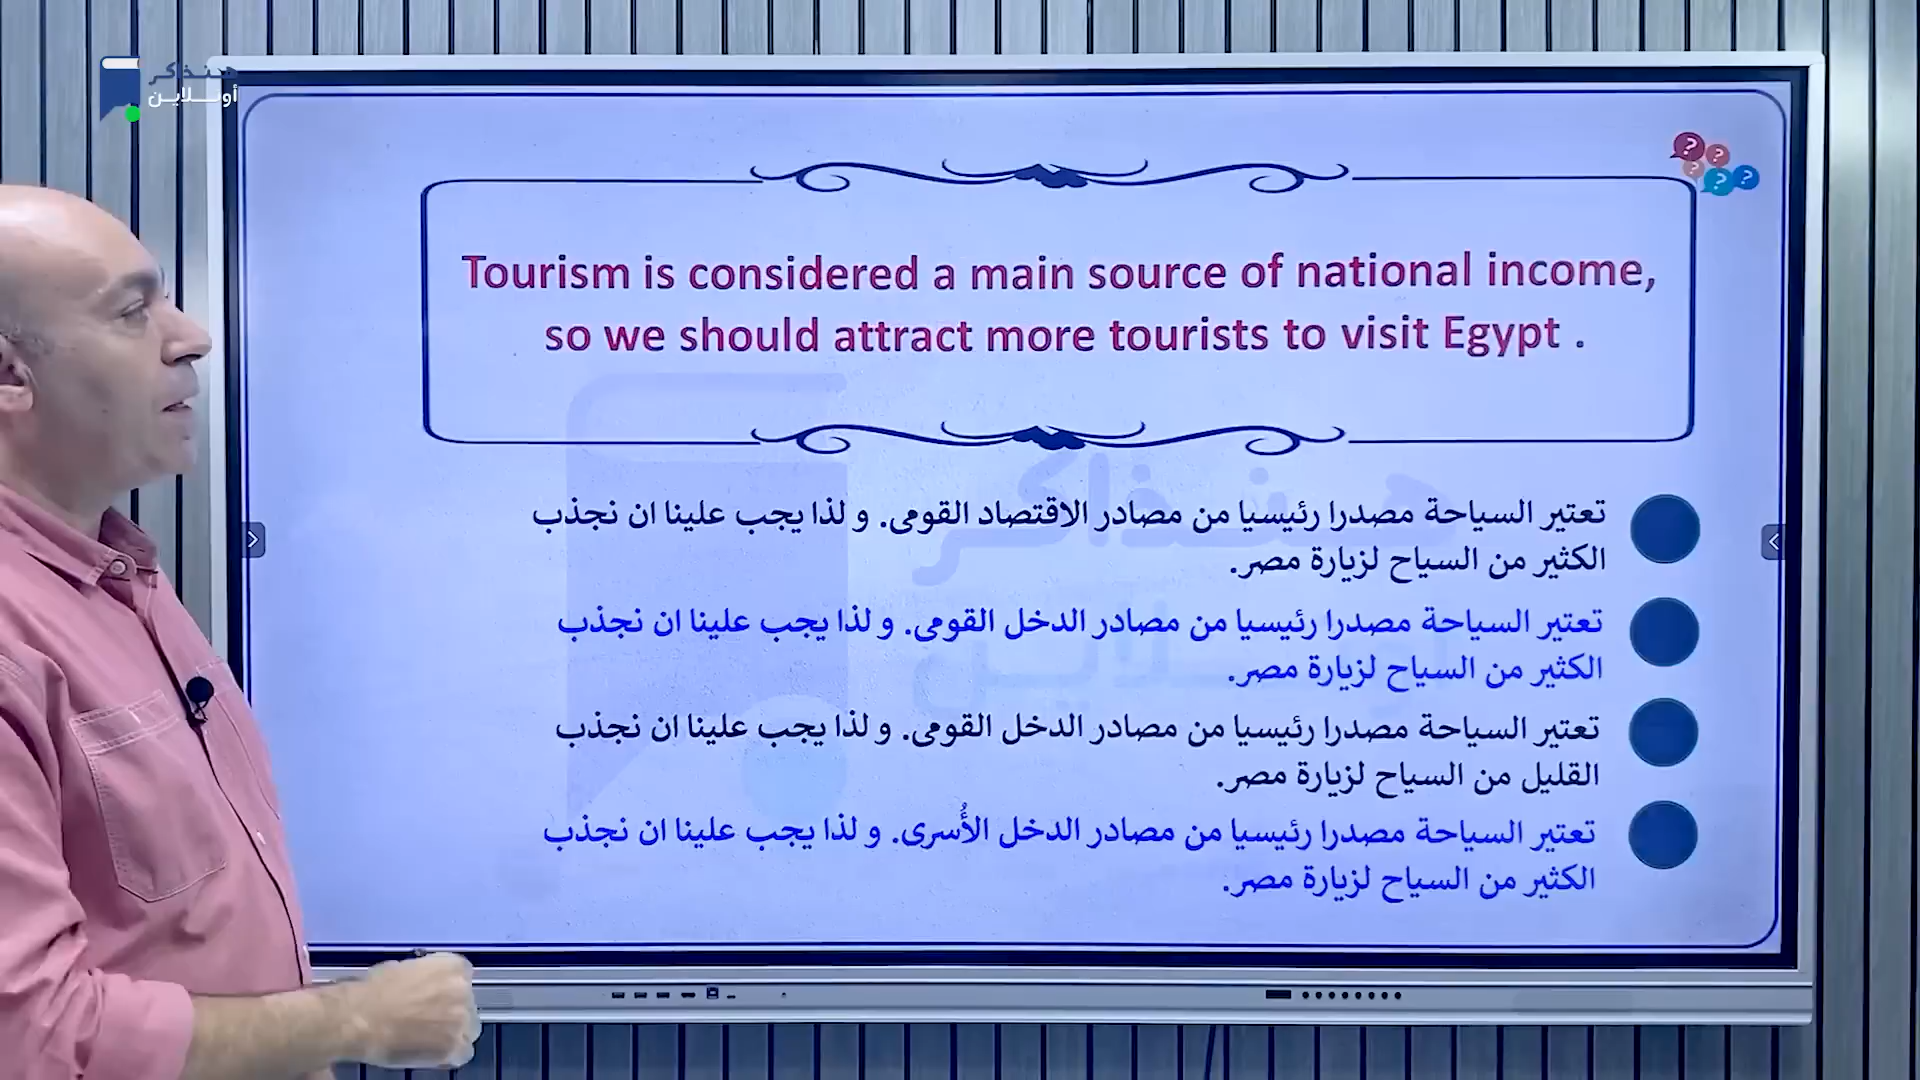 هنذاكر
أونلاين
Tourism is considered a main source of national income,
so we should attract more tourists to visit Egypt .
تعتبر السياحة مصدرا رئيسيا من مصادر الاقتصاد القومى. و لذا يجب علينا ان نجذب
الكثير من السياح لزيارة مصر.
تعتبر السياحة مصدرا رئيسيا من مصادر الدخل القومى. و لذا يجب علينا ان نجذب
الكثير من السياح لزيارة مصر.
تعتبر السياحة مصدرا رئيسيا من مصادر الدخل القومى. و لذا يجب علينا ان نجذب
القليل من السياح لزيارة مصر.
تعتبر السياحة مصدرا رئيسيا من مصادر الدخل الأُسرى. و لذا يجب علينا ان نجذب
الكثير من السياح لزيارة مصر.
هنذاكر
أونلاين